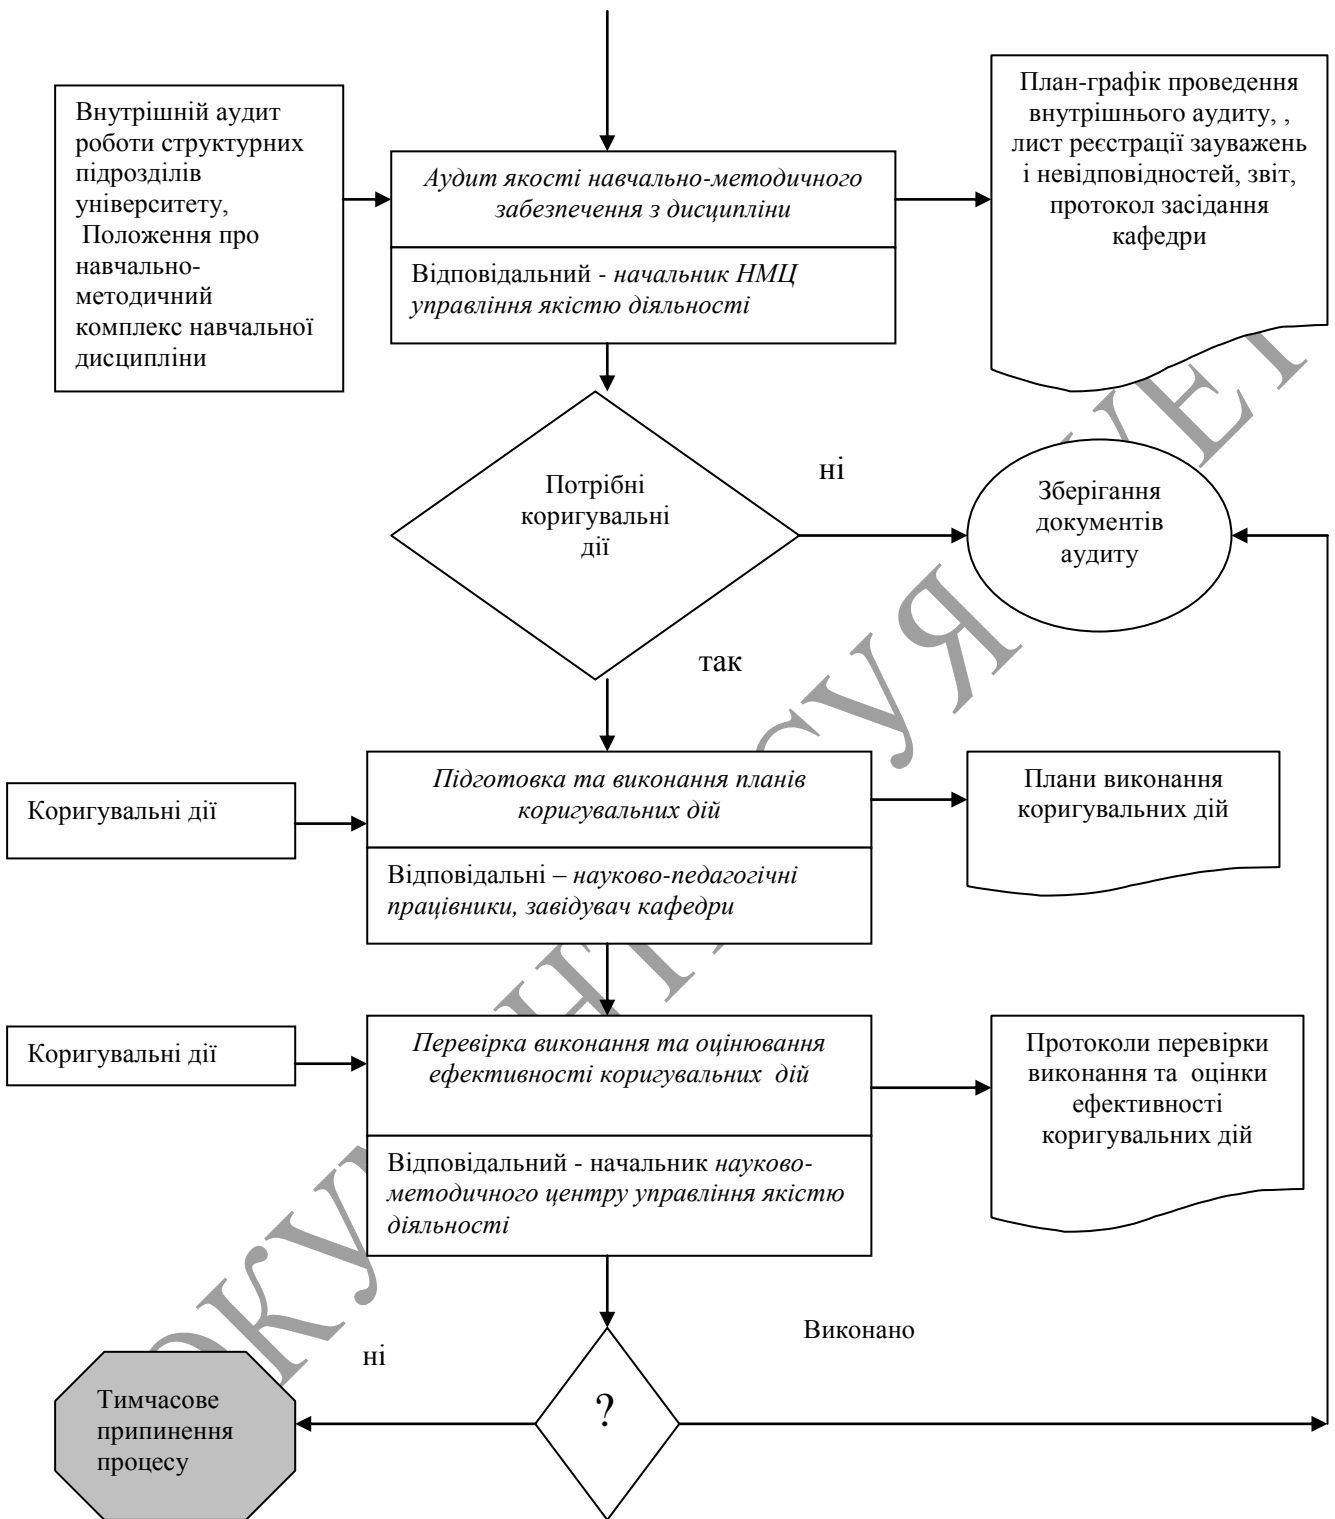 Внутрішній аудит
роботи структурних
підрозділів
університету,
Положення про
навчально-
методичний
комплекс навчальної
дисципліни
Аудит якості навчально-методичного
забезпечення з дисципліни
Відповідальний - начальник НМЦ
управління якістю діяльності
План-графік проведення
внутрішнього аудиту, ,
лист реєстрації зауважень
і невідповідностей, звіт,
протокол засідання
кафедри
Потрібні
коригувальні
дії
ні
Зберігання
документів
аудиту
так
Коригувальні дії
Підготовка та виконання планів
коригувальних дій
Відповідальні – науково-педагогічні
працівники, завідувач кафедри
Плани виконання
коригувальних дій
Коригувальні дії
Перевірка виконання та оцінювання
ефективності коригувальних  дій
Відповідальний - начальник науково-
методичного центру управління якістю
діяльності
Протоколи перевірки
виконання та  оцінки
ефективності
коригувальних дій
Виконано
ні
?
Тимчасове
припинення
процесу